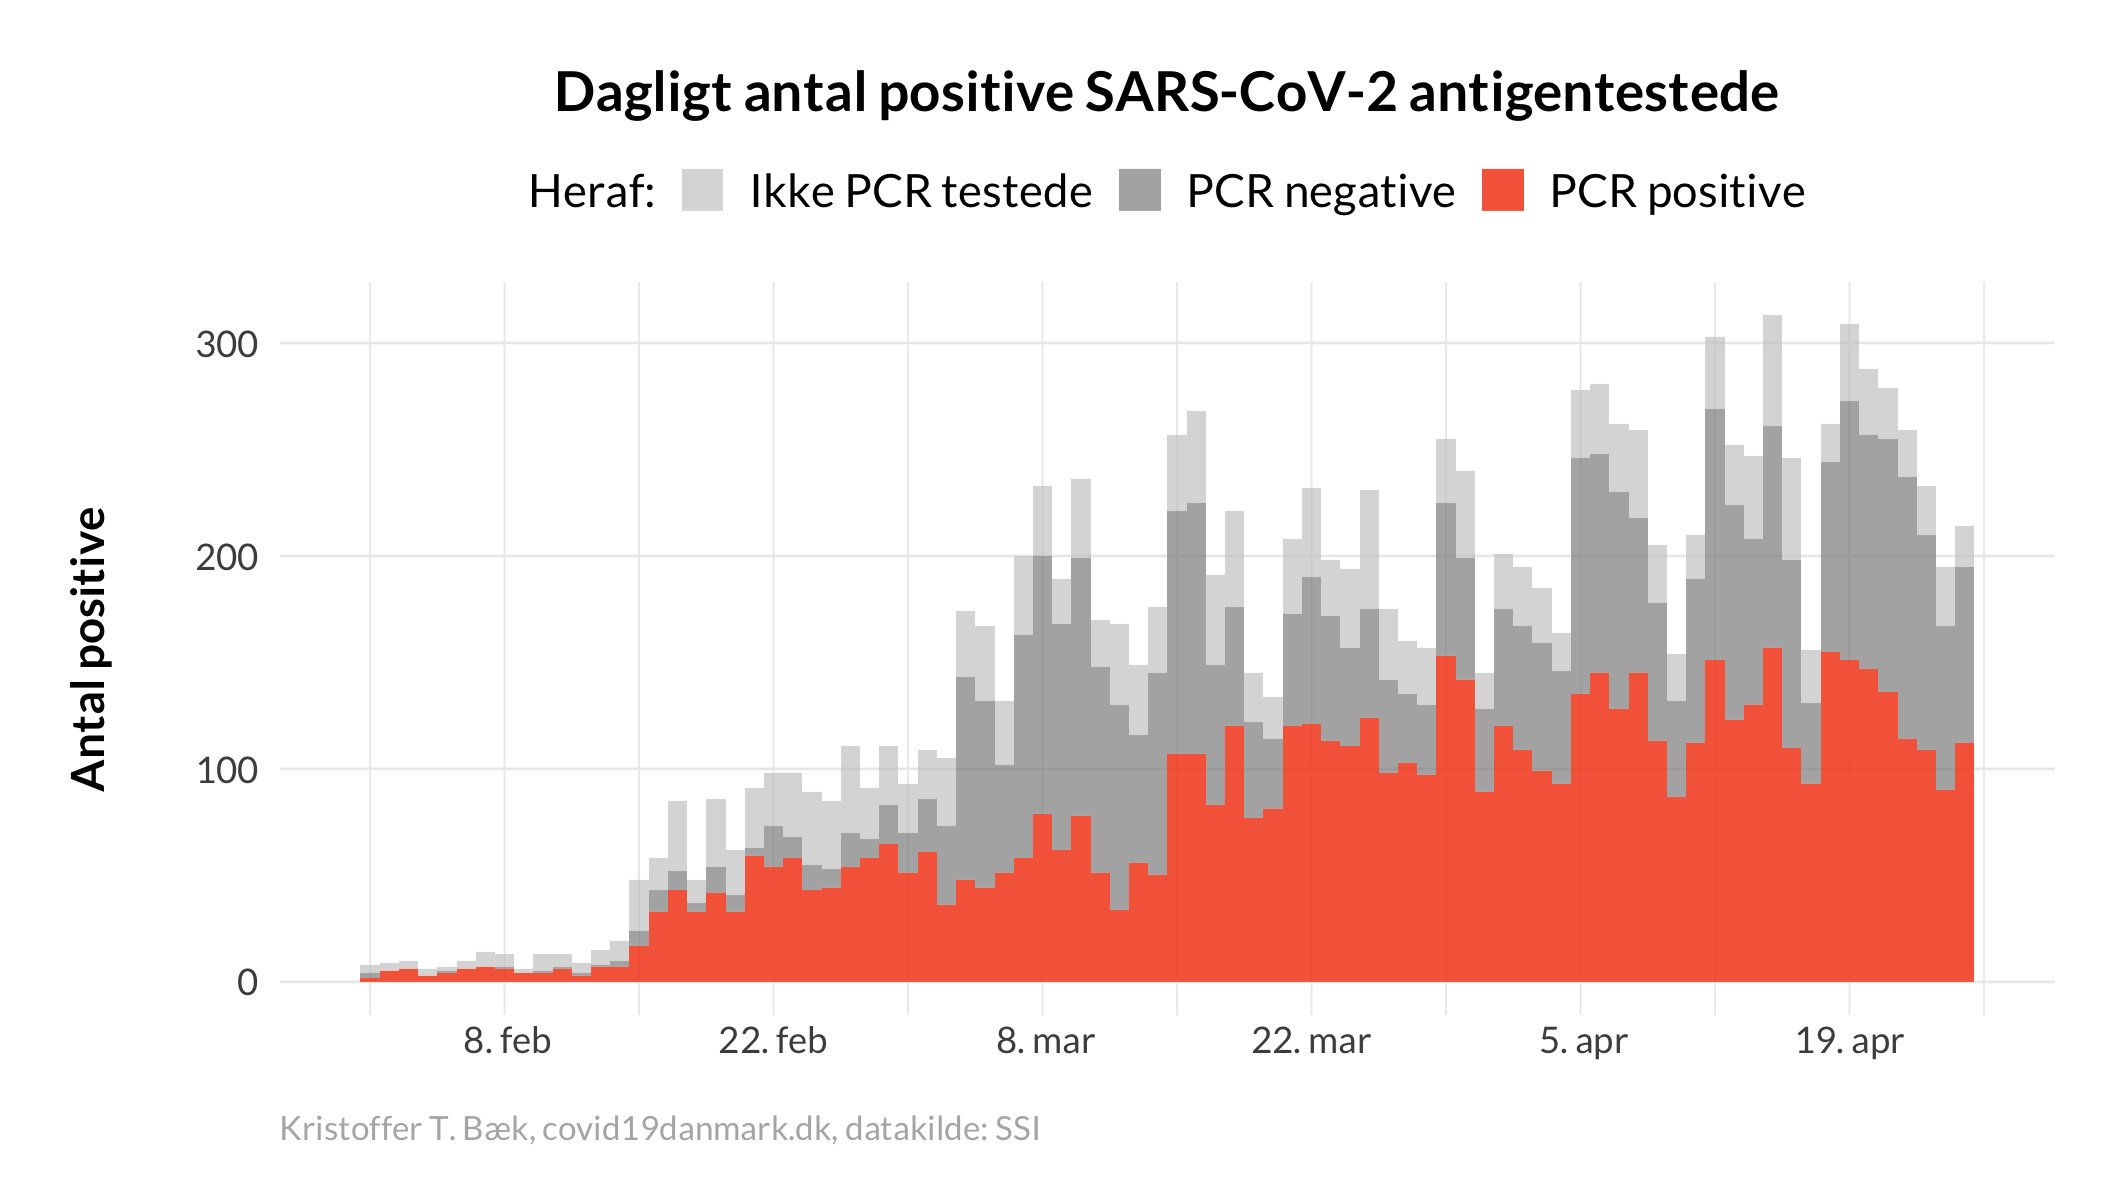 Dagligt antal positive SARS-CoV-2 antigentestede
Heraf: Ikke PCR testede PCR negative PCR positive
Antal positive
300
200
100
0
8. feb 22. feb 8. mar 22. mar 5. apr 19. apr
Kristoffer T. Bæk, covid19danmark.dk, datakilde: SSI